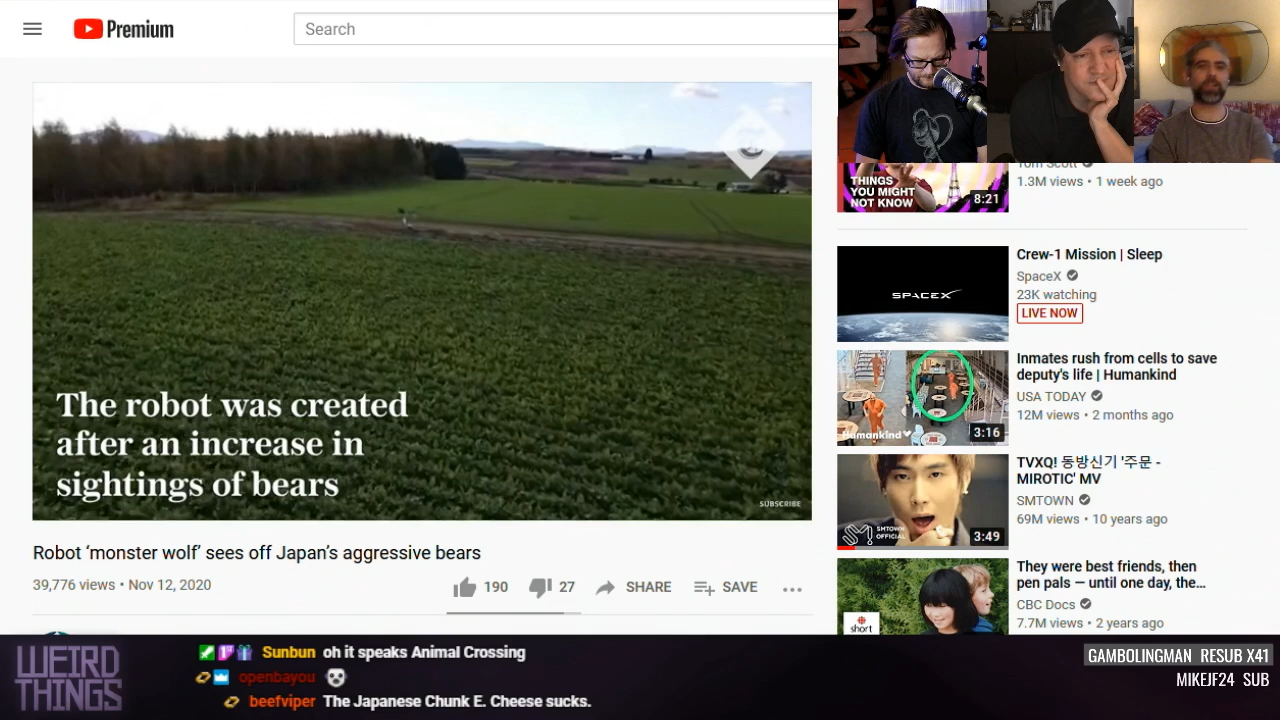 Premium
Search
The robot was created
after an increase in
sightings of bears
SUBSCRIBE
Robot ‘monster wolf’ sees off Japan’s aggressive bears
39,776 views • Nov 12, 2020
190
27
SHARE
SAVE
THINGS
YOU MIGHT
NOT KNOW
8:21
Tom Scott
1.3M views • 1 week ago
SPACEX
Crew-1 Mission | Sleep
SpaceX
23K watching
LIVE NOW
Humankind
3:16
Inmates rush from cells to save
deputy's life | Humankind
USA TODAY
12M views • 2 months ago
SMTOWN
OFFICIAL
3:49
TVXQ! 동방신기 '주문 -
MIROTIC' MV
SMTOWN
69M views • 10 years ago
short
They were best friends, then
pen pals — until one day, the...
CBC Docs
7.7M views • 2 years ago
WEIRD
THINGS
Sunbun oh it speaks Animal Crossing
openbayou
beefviper The Japanese Chunk E. Cheese sucks.
GAMBOLINGMAN RESUB X41
MIKEJF24 SUB